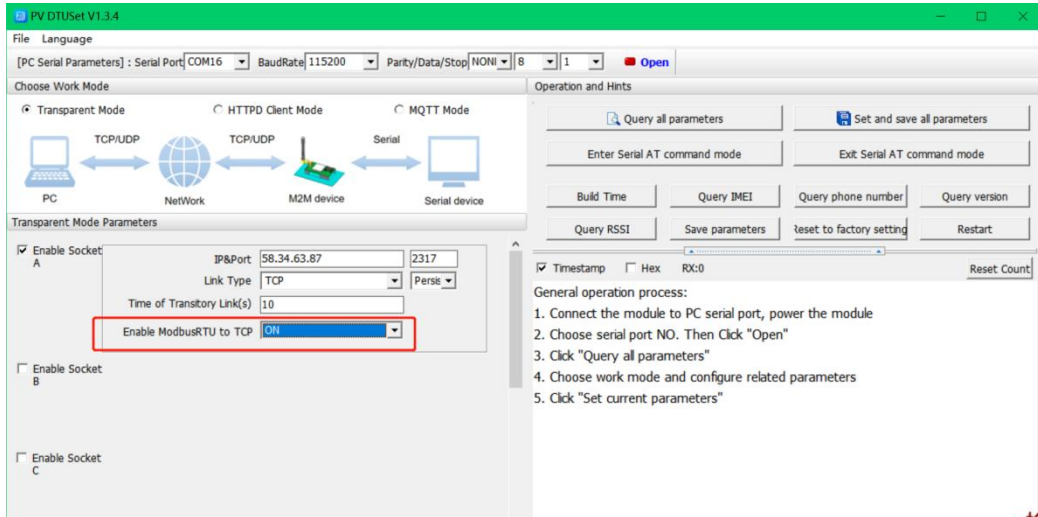 PV DTUSet V1.3.4
File Language
[PC Serial Parameters] : Serial Port COM16 BaudRate 115200 Parity/Data/Stop NONI 8 1 Open
Choose Work Mode
Transparent Mode HTTPD Client Mode MQTT Mode
TCP/UDP TCP/UDP Serial
PC NetWork M2M device Serial device
Transparent Mode Parameters
Enable Socket
A
IP&Port 58.34.63.87 2317
Link Type TCP Persis
Time of Transitory Link(s) 10
Enable ModbusRTU to TCP ON
Enable Socket
B
Enable Socket
C
Operation and Hints
Query all parameters Set and save all parameters
Enter Serial AT command mode Exit Serial AT command mode
Build Time Query IMEI Query phone number Query version
Query RSSI Save parameters Reset to factory setting Restart
Timestamp Hex RX:0 Reset Count
General operation process:
1. Connect the module to PC serial port, power the module
2. Choose serial port NO. Then Click "Open"
3. Click "Query all parameters"
4. Choose work mode and configure related parameters
5. Click "Set current parameters"